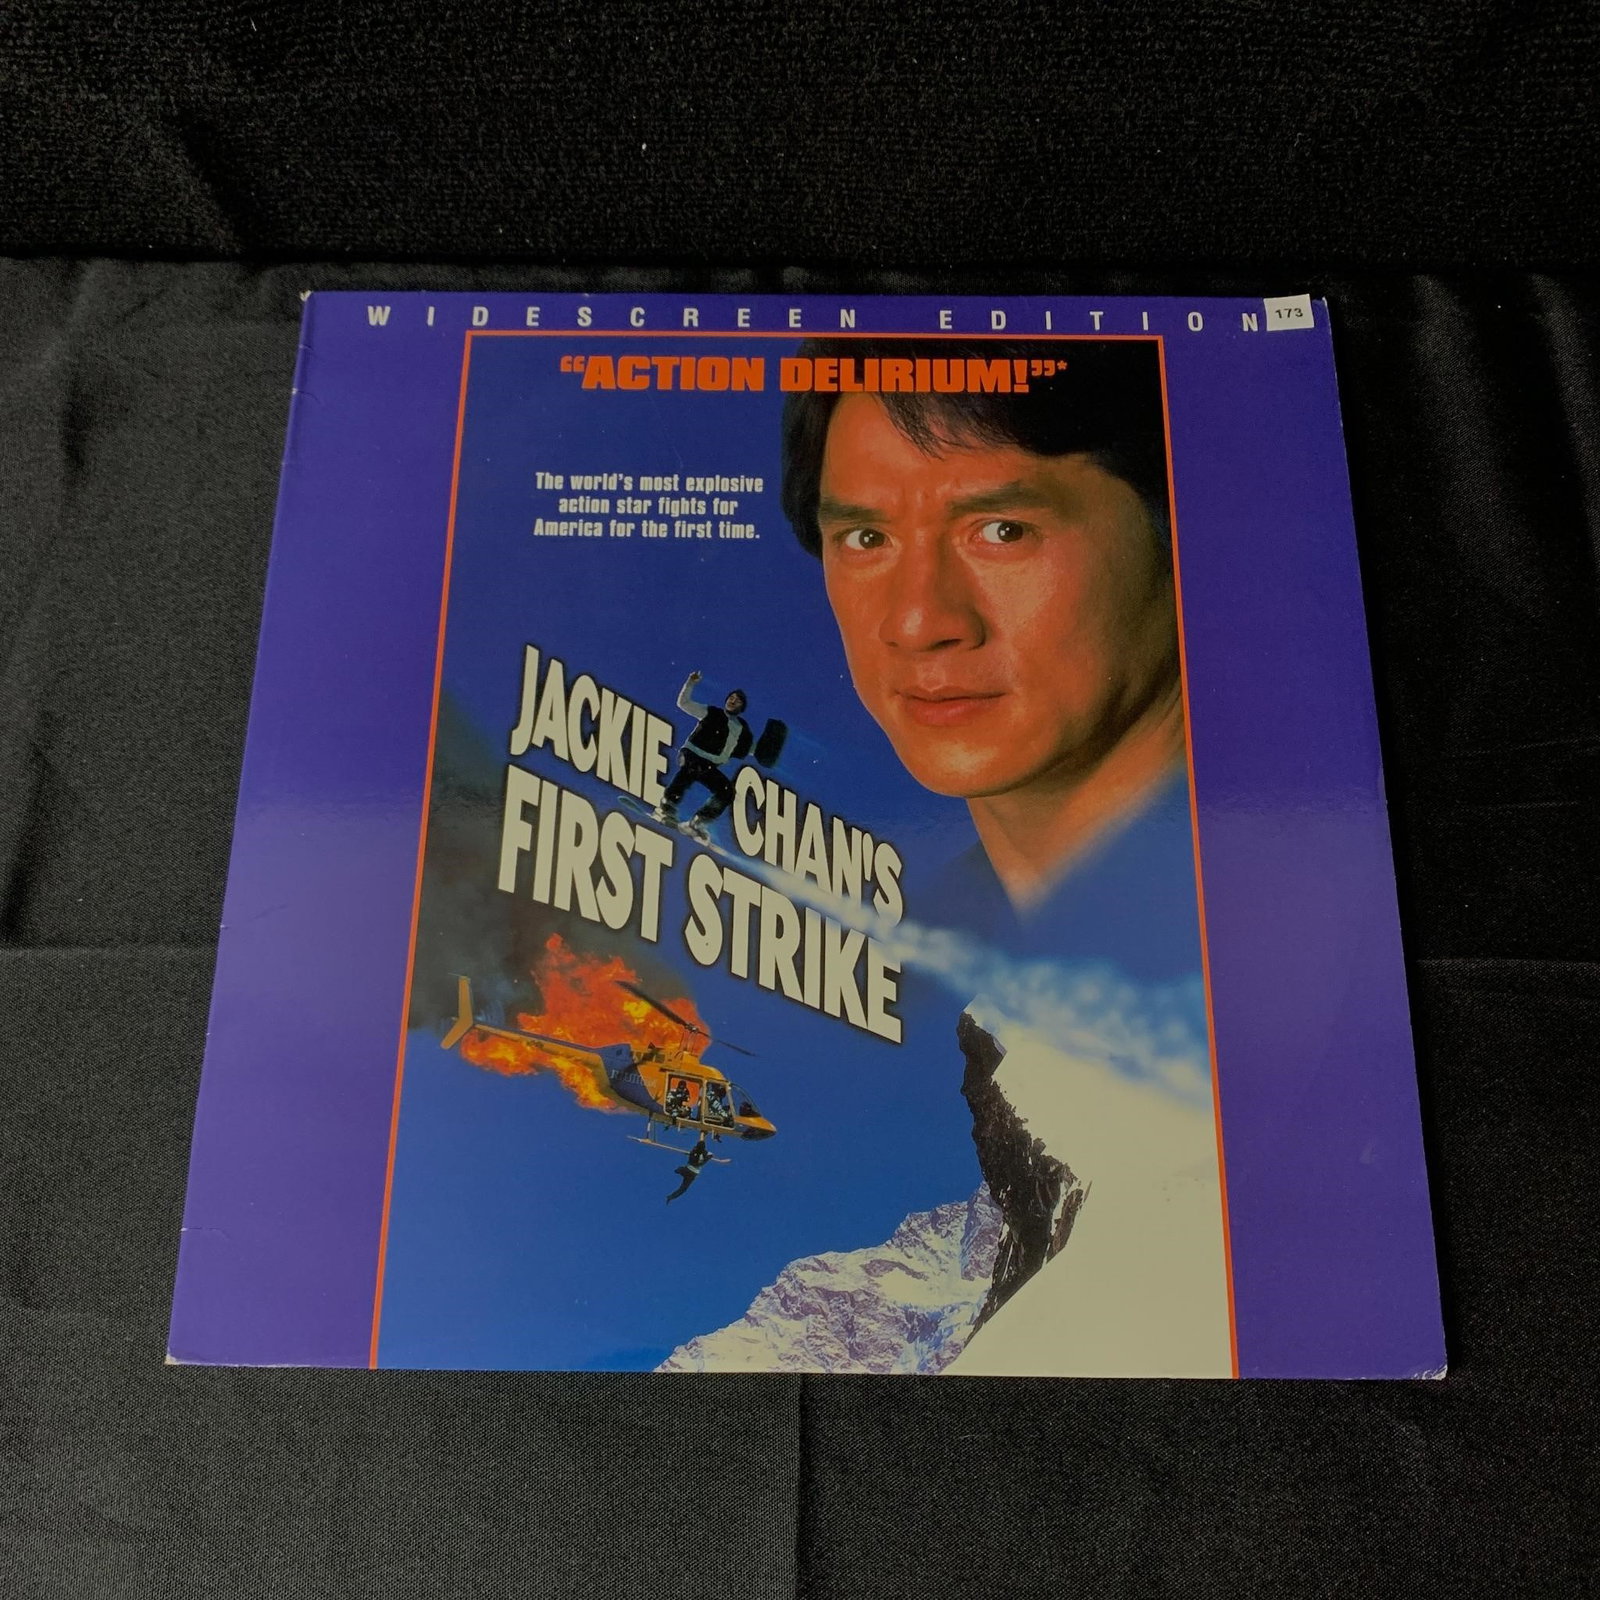 WIDESCREEN EDITION
173
“ACTION DELIRIUM!”*
The world's most explosive
action star fights for
America for the first time.
JACKIE CHAN'S
FIRST STRIKE